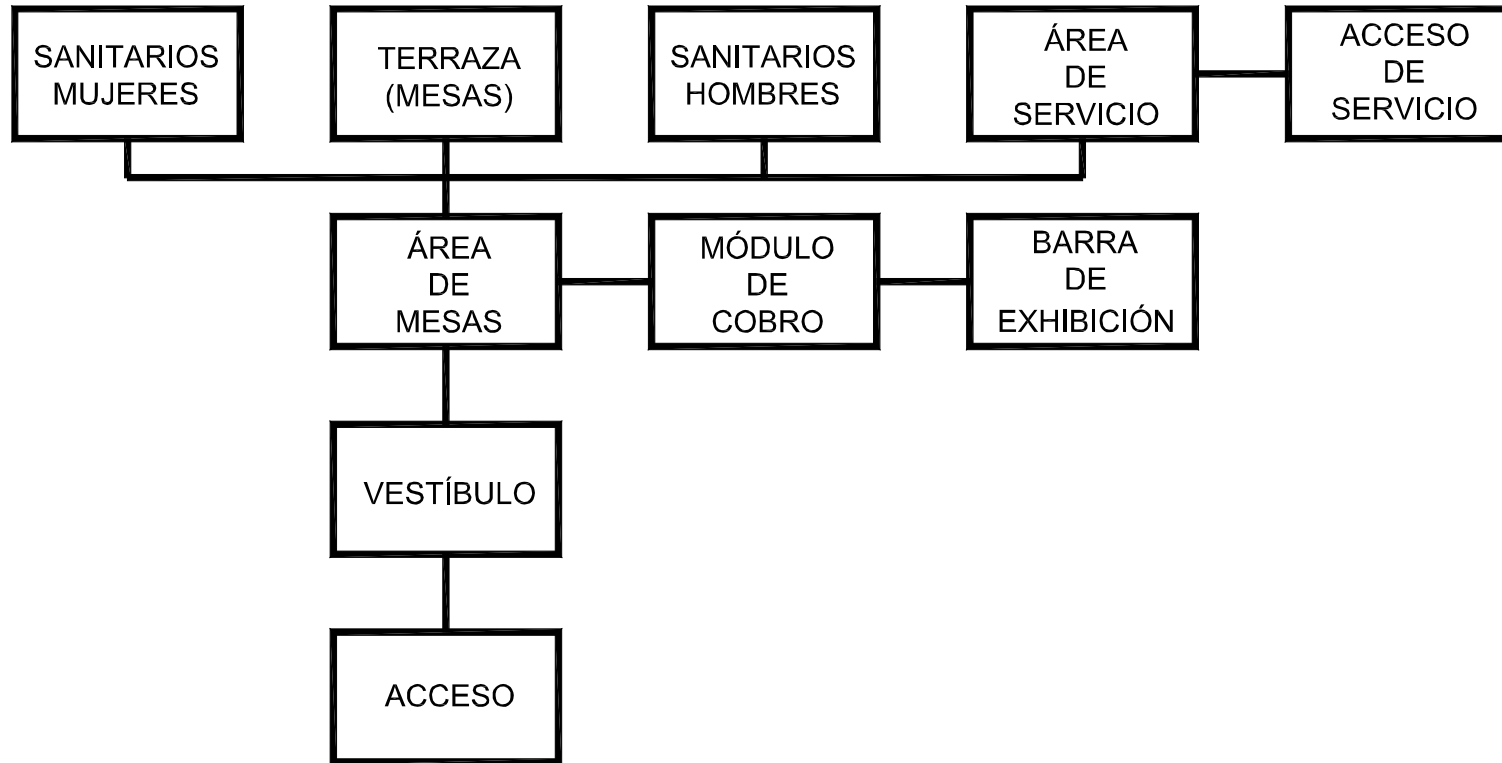 SANITARIOS
MUJERES
TERRAZA
(MESAS)
SANITARIOS
HOMBRES
ÁREA
DE
SERVICIO
ACCESO
DE
SERVICIO
ÁREA
DE
MESAS
MÓDULO
DE
COBRO
BARRA
DE
EXHIBICIÓN
VESTÍBULO
ACCESO